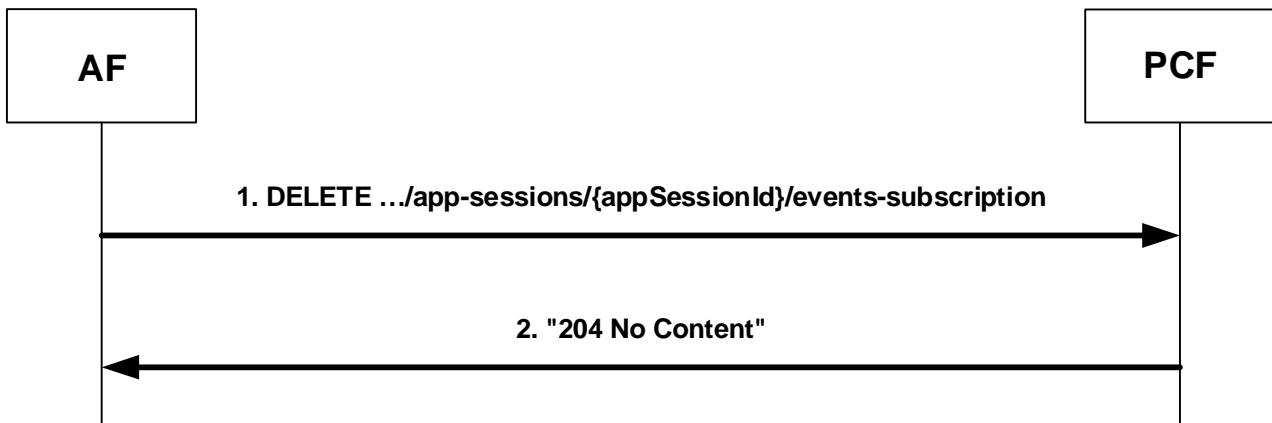 AF
PCF
1. DELETE …/app-sessions/{appSessionId}/events-subscription
2. "204 No Content"